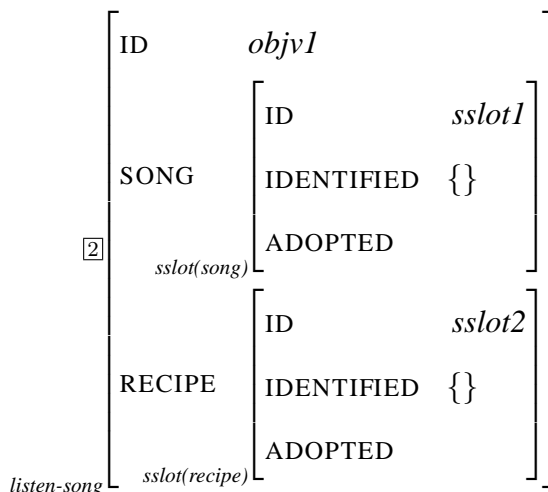 ID objv1
ID sslot1
SONG IDENTIFIED {}
2
ADOPTED
sslot(song)
ID sslot2
RECIPE IDENTIFIED {}
ADOPTED
listen-song sslot(recipe)